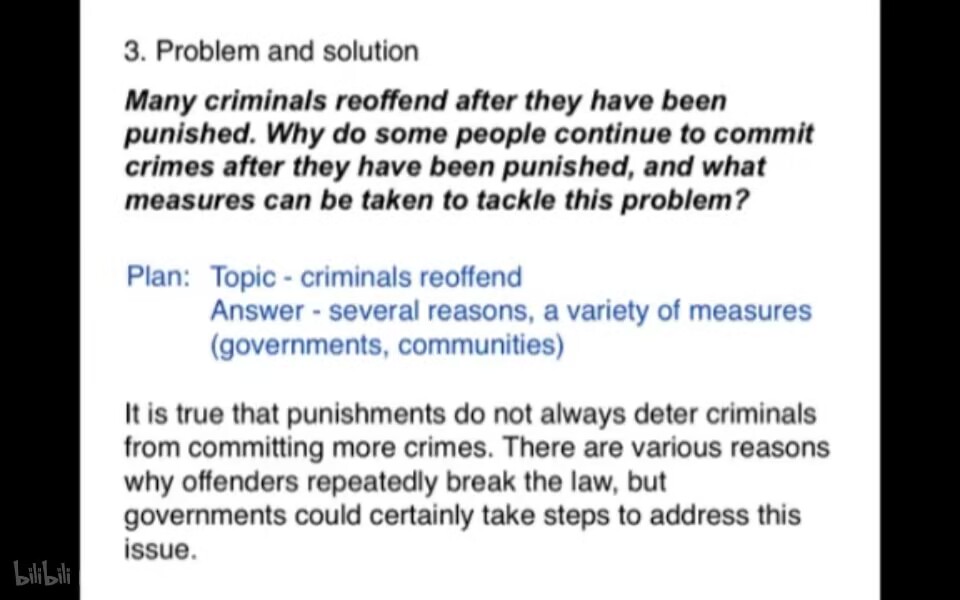 3. Problem and solution
Many criminals reoffend after they have been
punished. Why do some people continue to commit
crimes after they have been punished, and what
measures can be taken to tackle this problem?
Plan: Topic - criminals reoffend
Answer - several reasons, a variety of measures
(governments, communities)
It is true that punishments do not always deter criminals
from committing more crimes. There are various reasons
why offenders repeatedly break the law, but
governments could certainly take steps to address this
issue.
bilibili